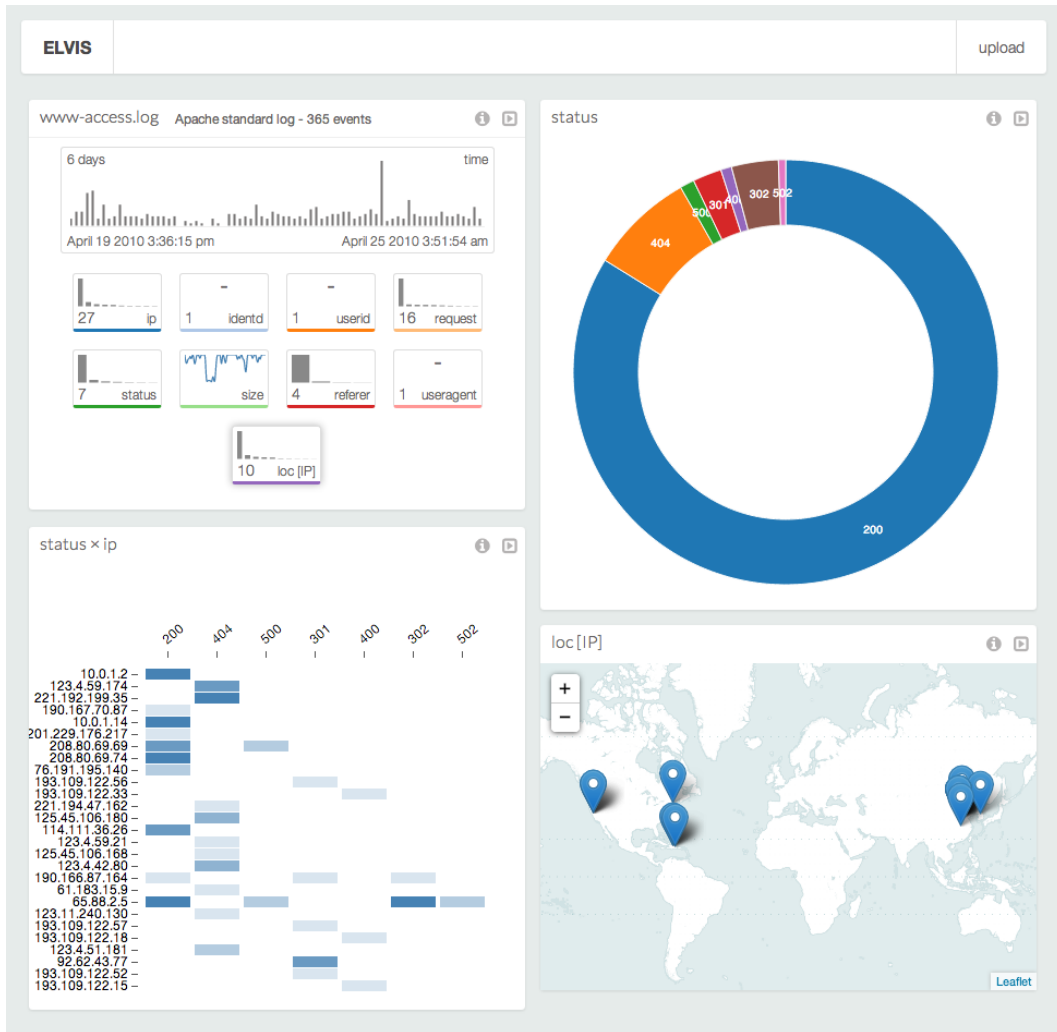 ELVIS
upload
www-access.log Apache standard log - 365 events
6 days time
April 19 2010 3:36:15 pm April 25 2010 3:51:54 am
27 ip
- 1 identd
- 1 userid
16 request
7 status
size
4 referer
- 1 useragent
10 loc [IP]
status
404
500
301
302
502
200
status × ip
200 404 500 301 400 302 502
10.0.1.2
123.4.59.174
221.192.199.35
190.167.70.87
10.0.1.14
201.229.176.217
208.80.69.69
208.80.69.74
76.191.195.140
193.109.122.56
193.109.122.33
221.194.47.162
125.45.106.180
114.111.36.26
123.4.59.21
125.45.106.168
123.4.42.80
190.166.87.164
61.183.15.9
65.88.2.5
123.11.240.130
193.109.122.57
193.109.122.18
123.4.51.181
92.62.43.77
193.109.122.52
193.109.122.15
loc [IP]
+
−
Leaflet